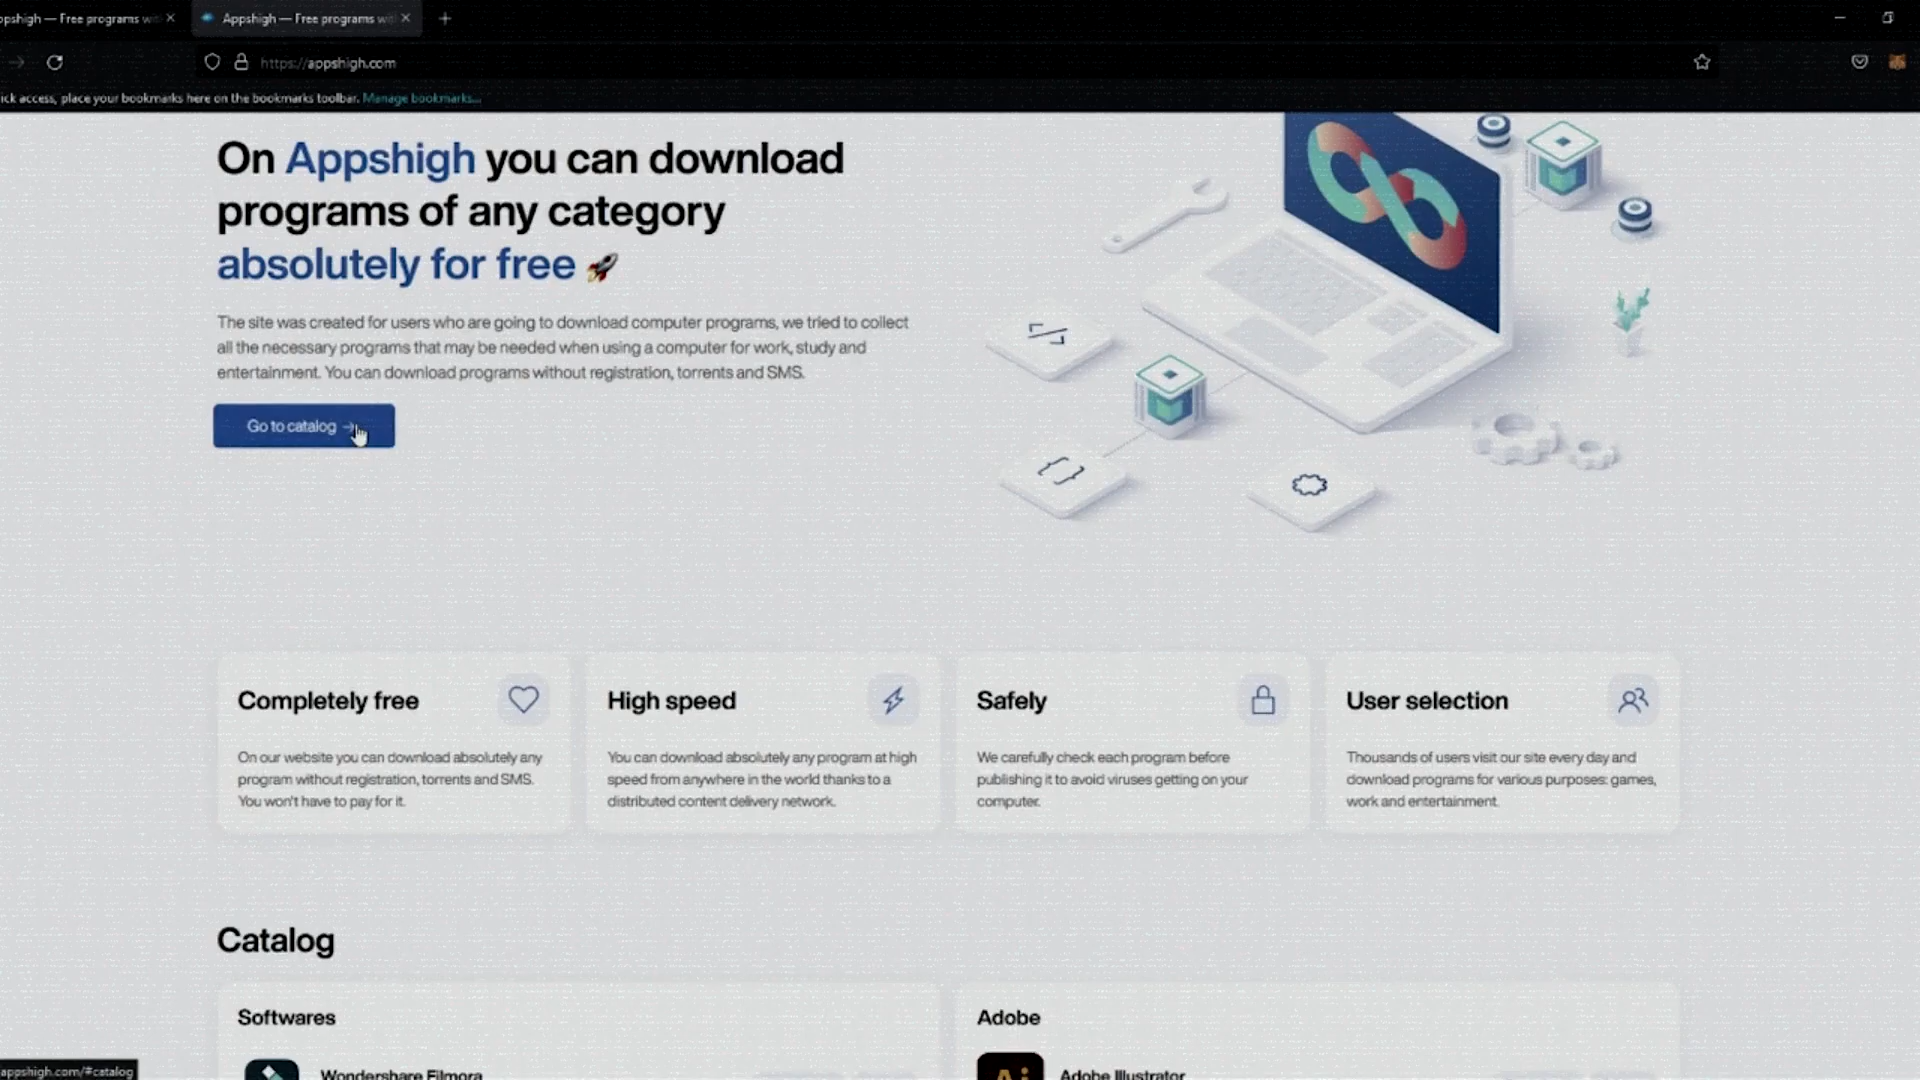 Appshigh — Free programs wi
https://appshigh.com
ick access, place your bookmarks here on the bookmarks toolbar. Manage bookmarks...
On Appshigh you can download
programs of any category
absolutely for free
The site was created for users who are going to download computer programs, we tried to collect
all the necessary programs that may be needed when using a computer for work, study and
entertainment. You can download programs without registration, torrents and SMS.
Go to catalog →
Completely free
On our website you can download absolutely any
program without registration, torrents and SMS.
You won't have to pay for it.
High speed
You can download absolutely any program at high
speed from anywhere in the world thanks to a
distributed content delivery network.
Safely
We carefully check each program before
publishing it to avoid viruses getting on your
computer.
User selection
Thousands of users visit our site every day and
download programs for various purposes: games,
work and entertainment.
Catalog
Softwares
Wondershare Filmora
Adobe
Ai
Adobe Illustrator
appshigh.com/#catalog